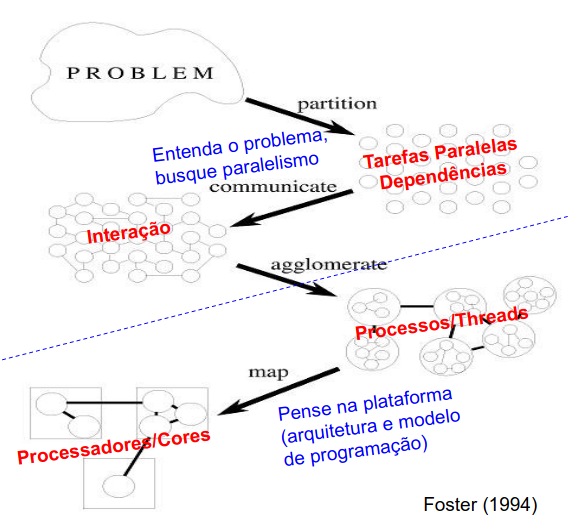 PROBLEM
partition
Entenda o problema,
busque paralelismo
Tarefas Paralelas
Dependências
communicate
Interação
agglomerate
Processos/Threads
map
Pense na plataforma
(arquitetura e modelo
de programação)
Processadores/Cores
Foster (1994)